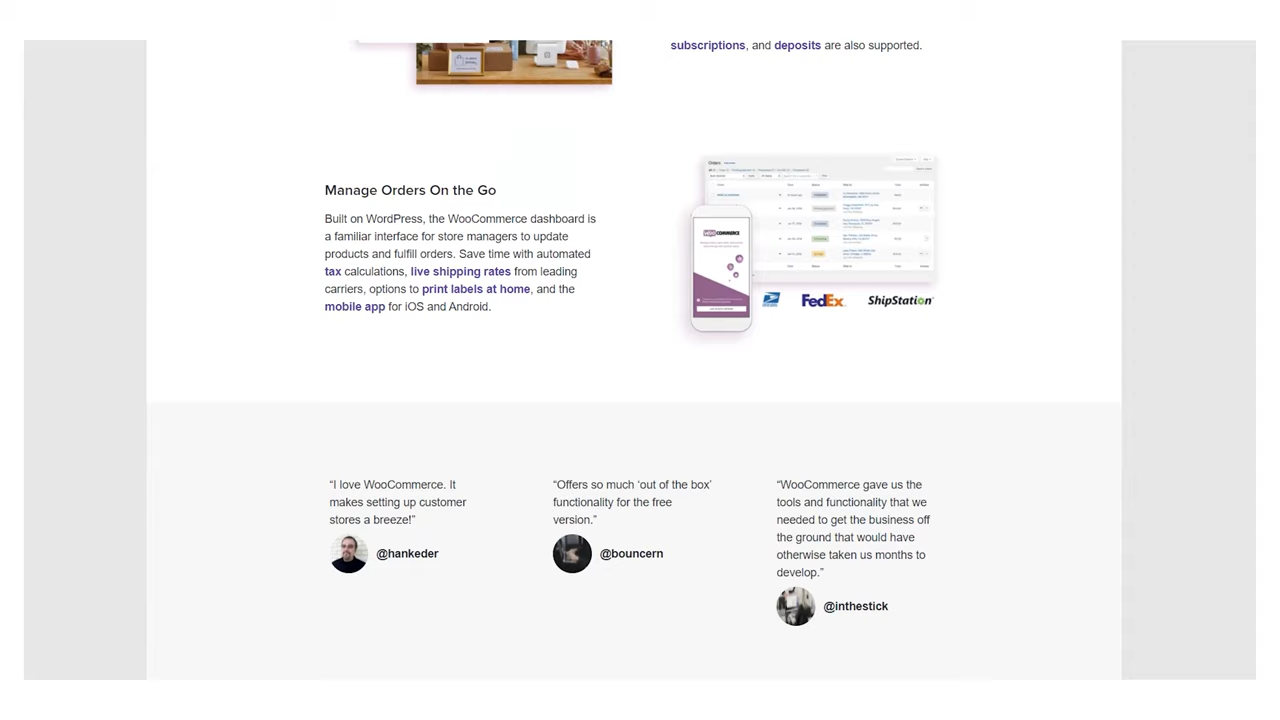 subscriptions, and deposits are also supported.
Manage Orders On the Go
Built on WordPress, the WooCommerce dashboard is
a familiar interface for store managers to update
products and fulfill orders. Save time with automated
tax calculations, live shipping rates from leading
carriers, options to print labels at home, and the
mobile app for iOS and Android.
Orders
WOO COMMERCE
FedEx
ShipStation
“I love WooCommerce. It
makes setting up customer
stores a breeze!”
@hankeder
“Offers so much ‘out of the box’
functionality for the free
version.”
@bouncern
“WooCommerce gave us the
tools and functionality that we
needed to get the business off
the ground that would have
otherwise taken us months to
develop.”
@inthestick